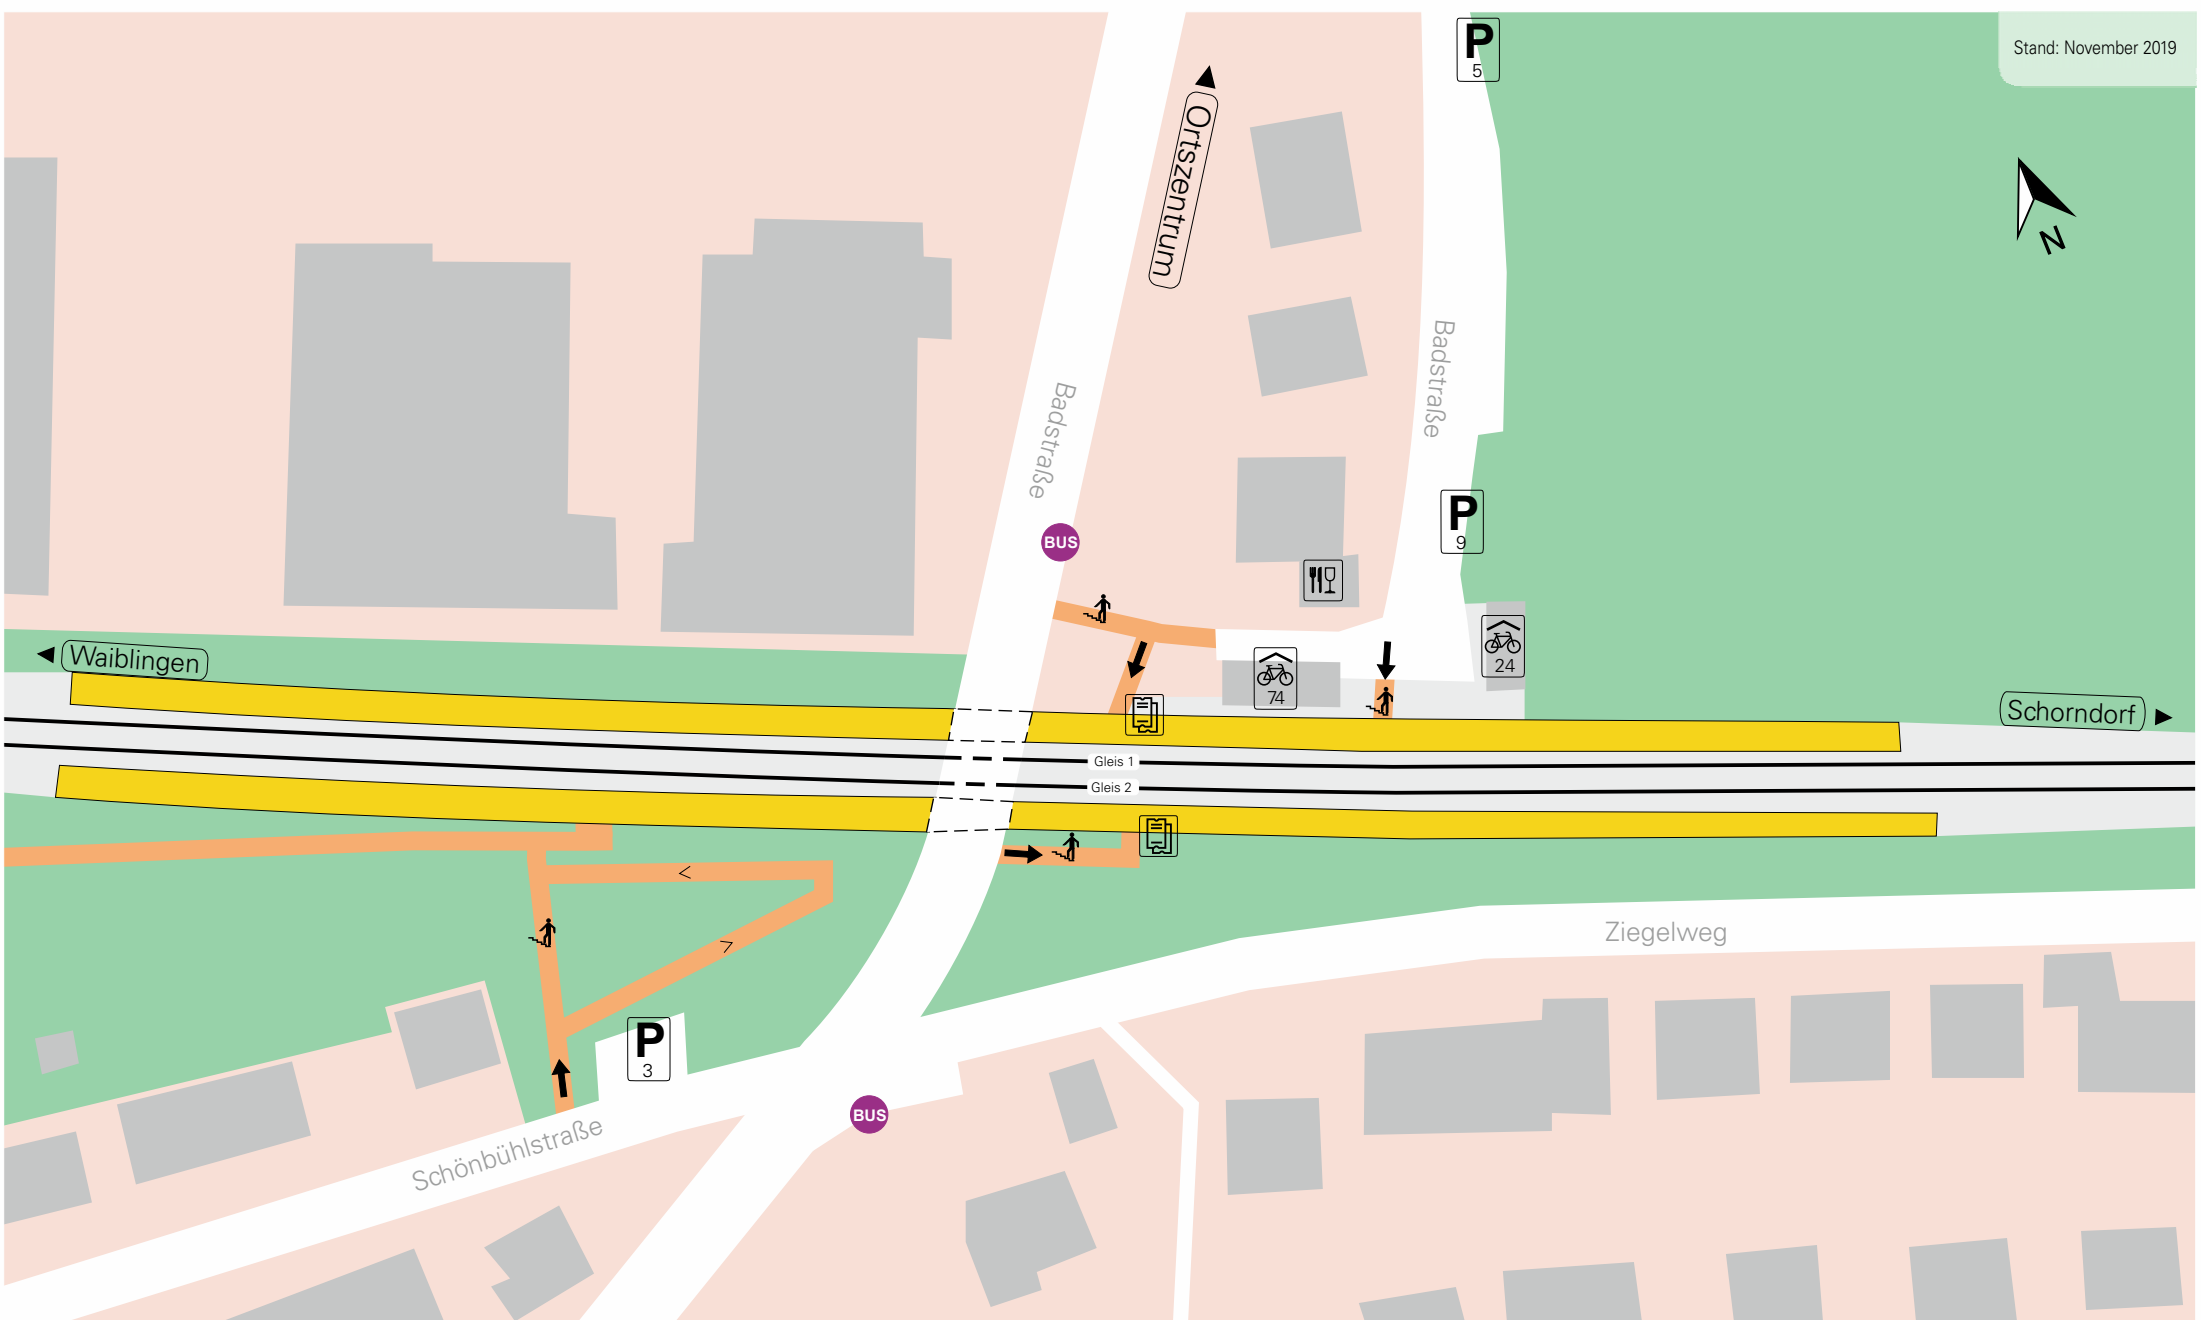 P
5
Stand: November 2019
Ortszentrum
N
Badstraße
Badstraße
P
9
BUS
Waiblingen
24
74
Schorndorf
Gleis 1
Gleis 2
Ziegelweg
P
3
BUS
Schönbühlstraße